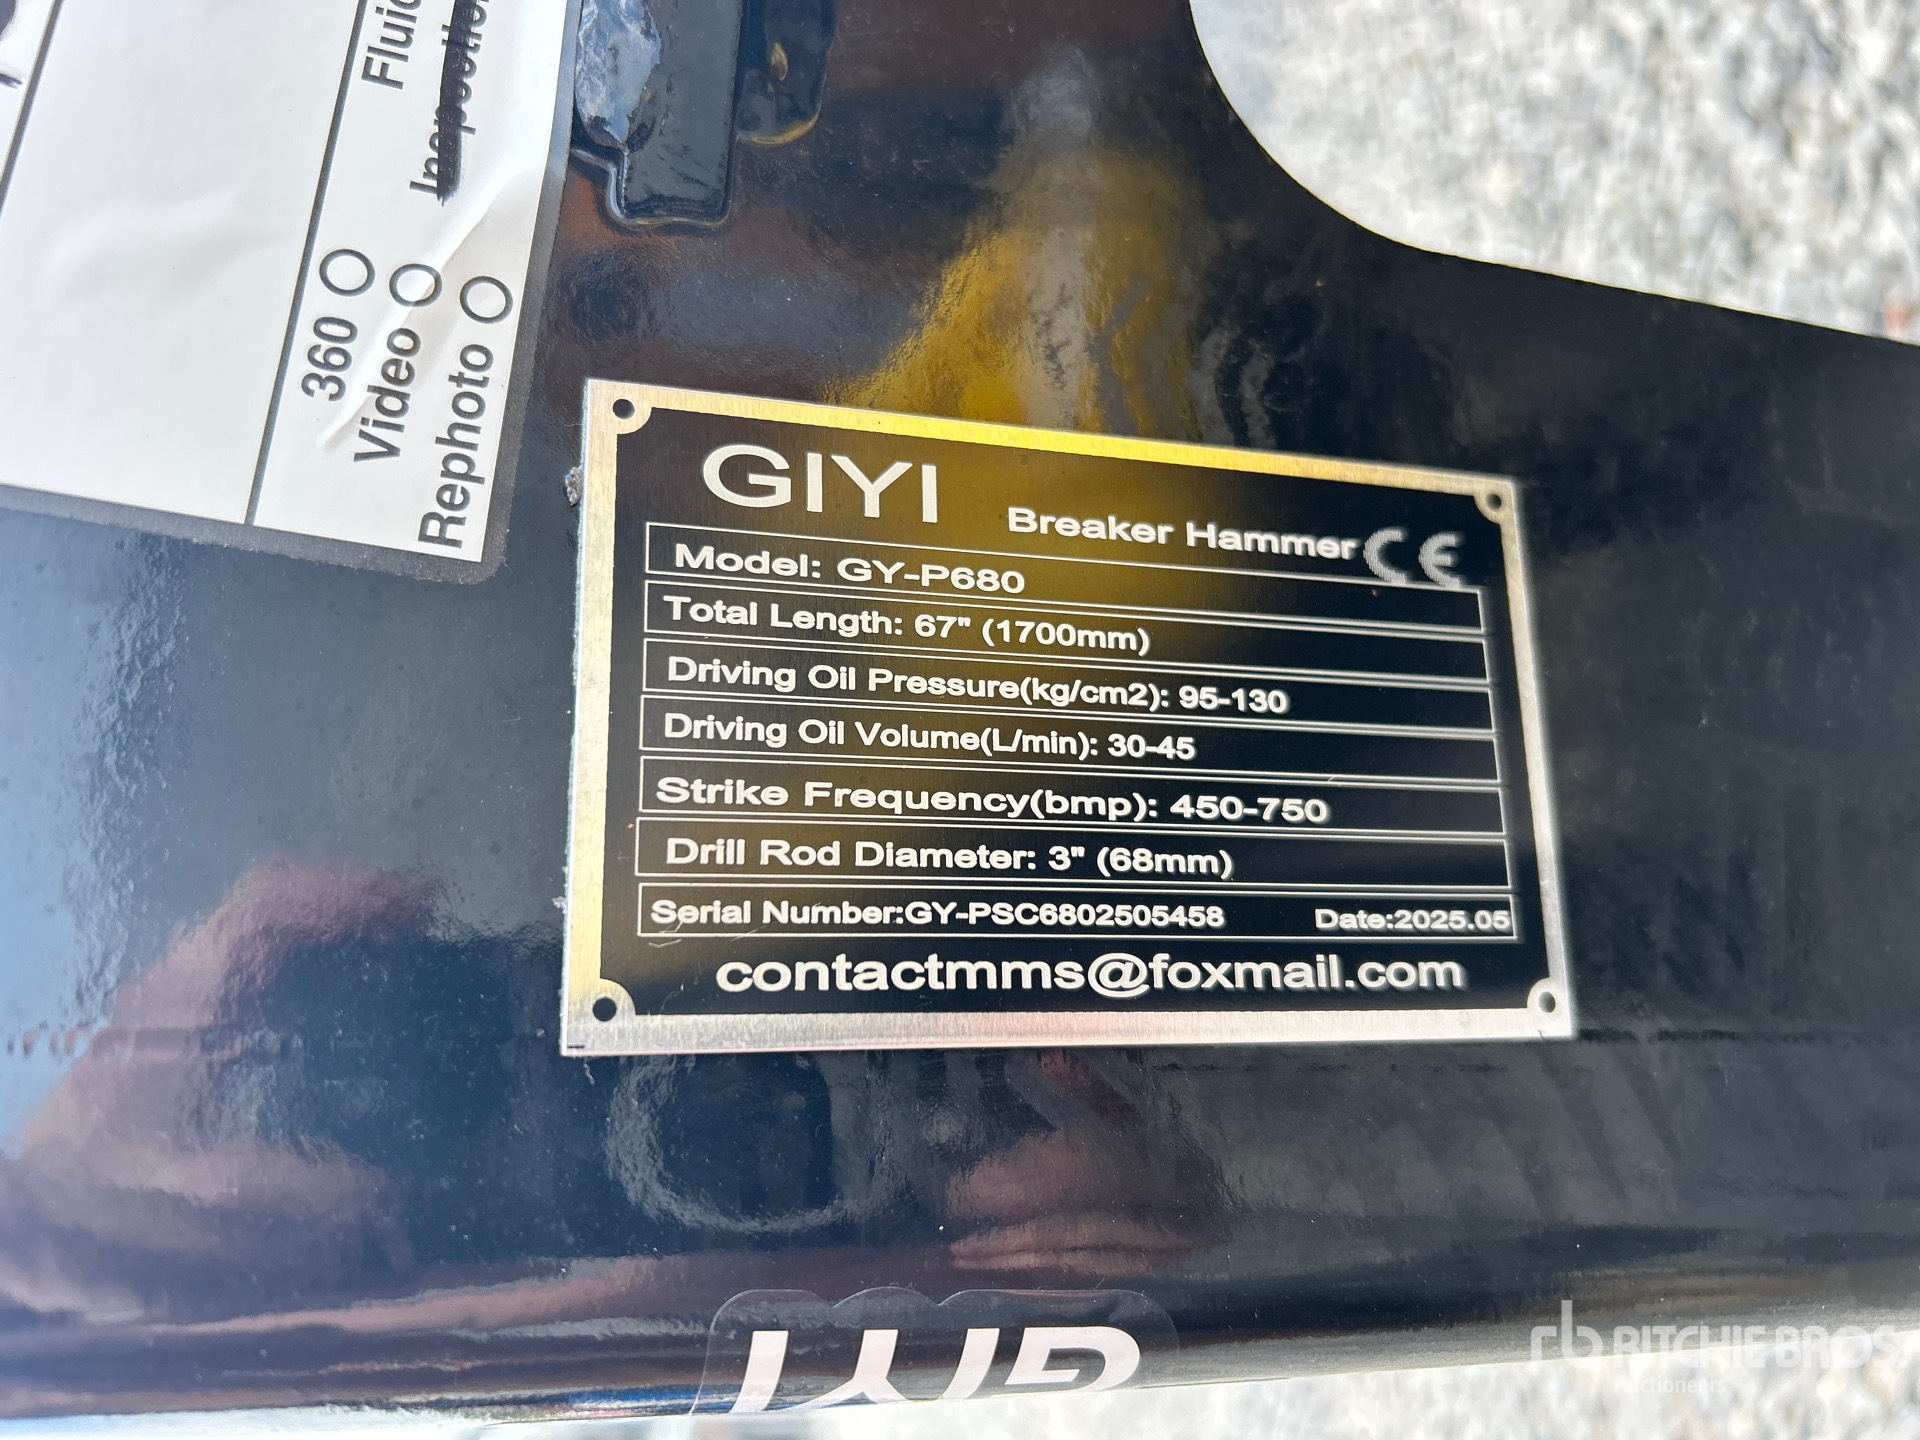 360
Video
Rephoto
GIYI
Breaker Hammer CE
Model: GY-P680
Total Length: 67" (1700mm)
Driving Oil Pressure(kg/cm2): 95-130
Driving Oil Volume(L/min): 30-45
Strike Frequency(bmp): 450-750
Drill Rod Diameter: 3" (68mm)
Serial Number:GY-PSC6802505458 Date:2025.05
contactmms@foxmail.com
GIYI
rb RITCHIE BROS.
Auctioneers